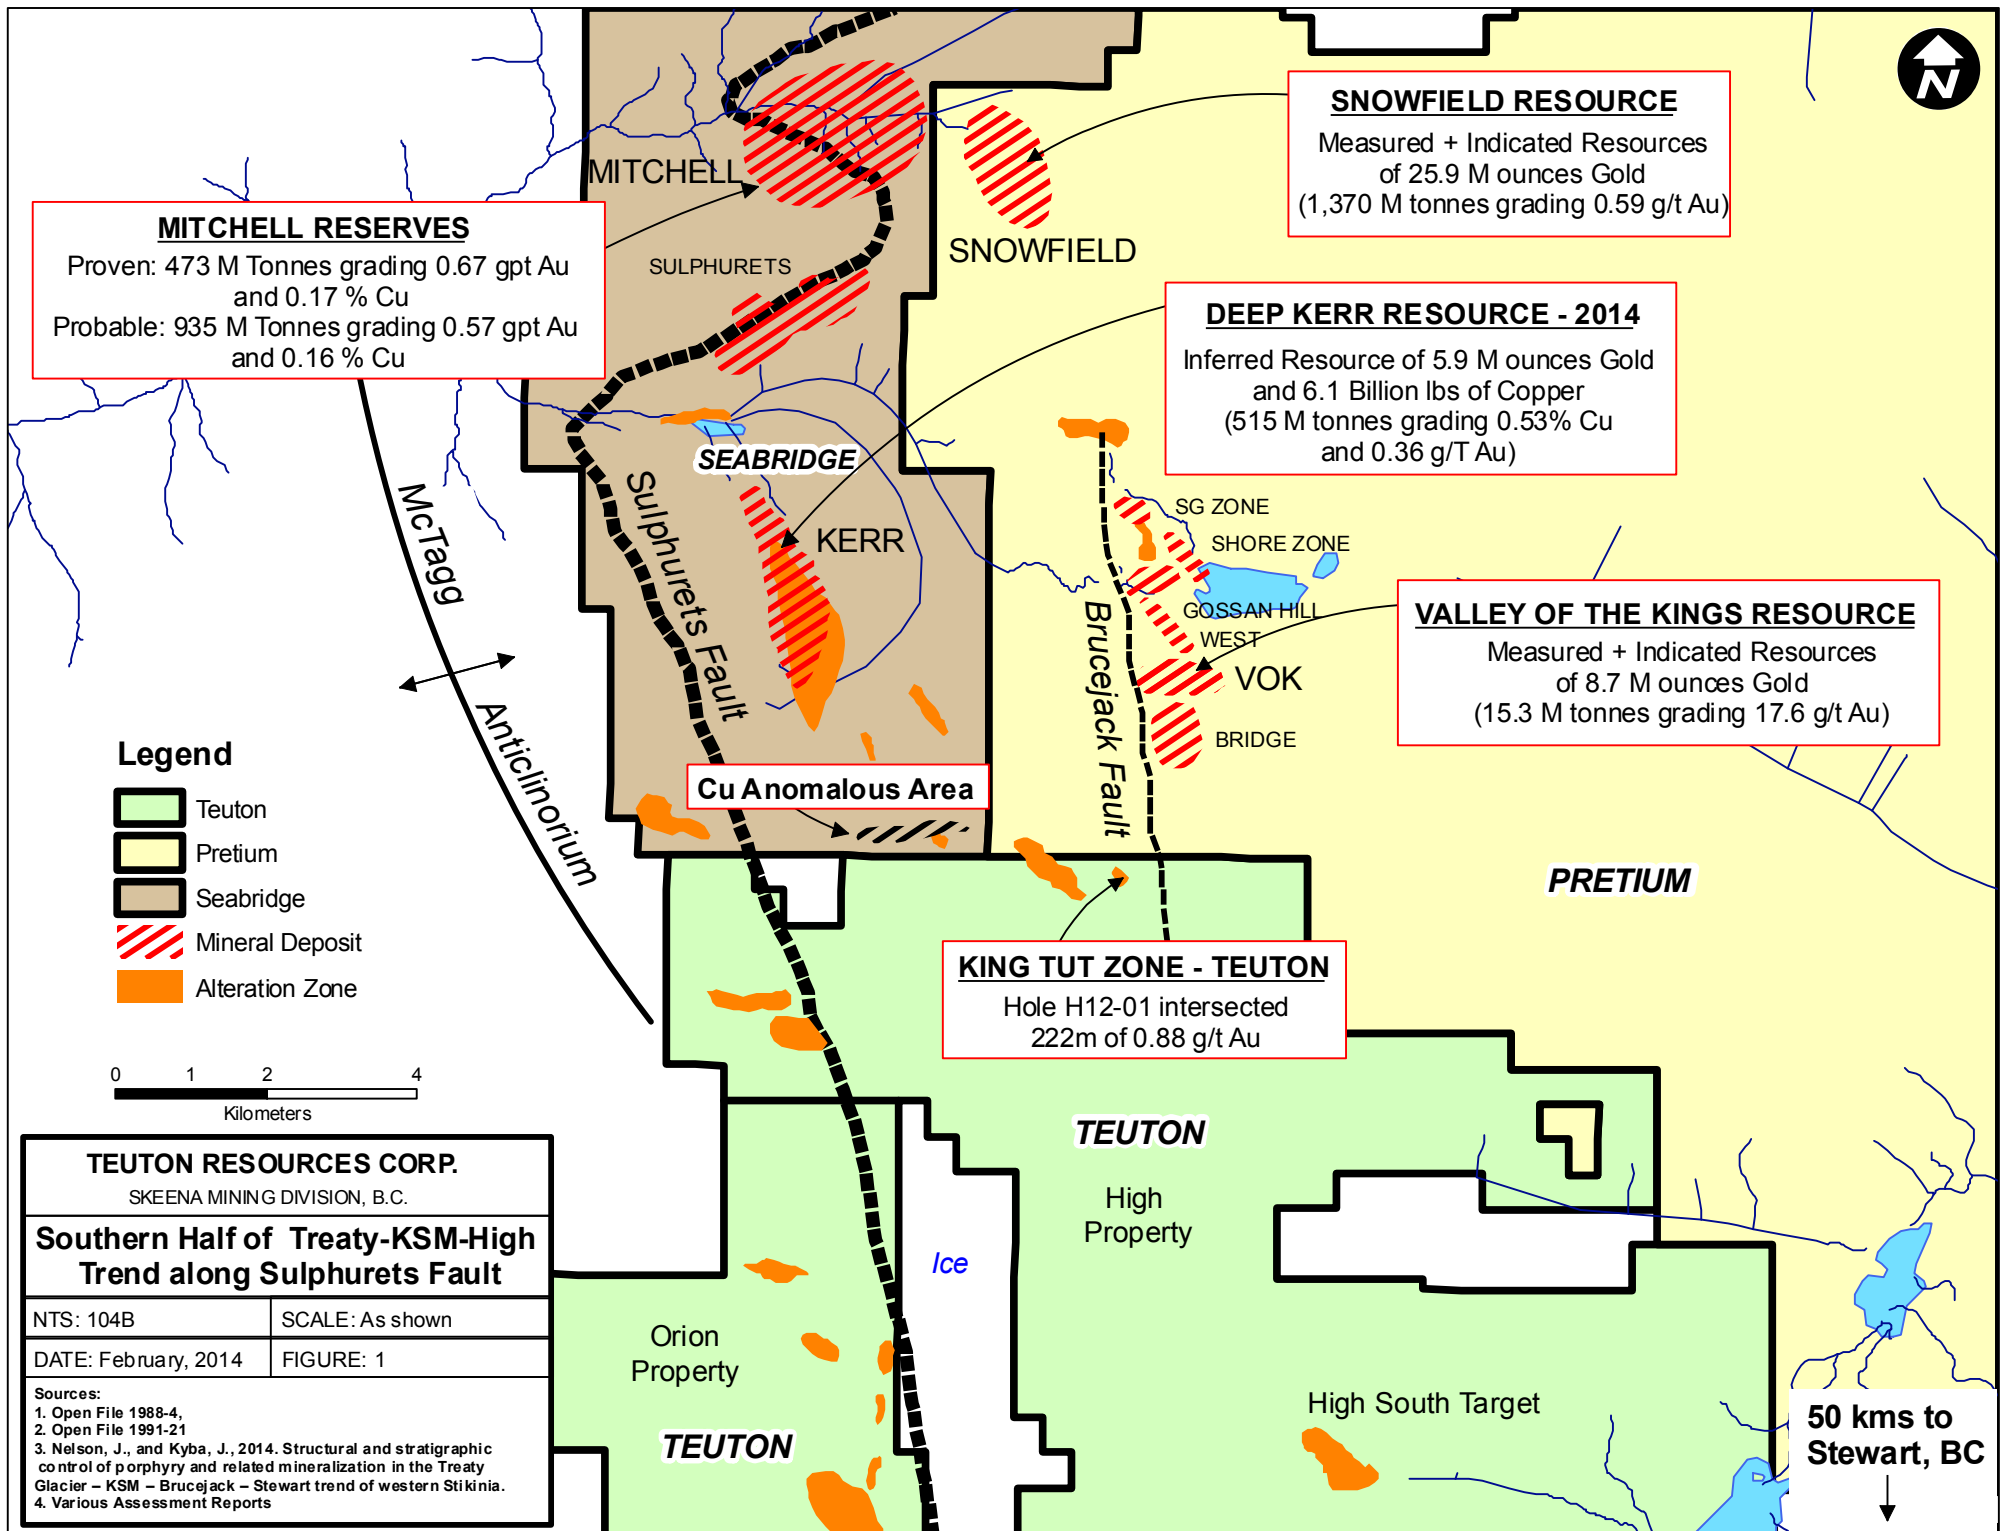 N
SNOWFIELD RESOURCE
Measured + Indicated Resources
of 25.9 M ounces Gold
(1,370 M tonnes grading 0.59 g/t Au)
MITCHELL
MITCHELL RESERVES
Proven: 473 M Tonnes grading 0.67 gpt Au
and 0.17 % Cu
Probable: 935 M Tonnes grading 0.57 gpt Au
and 0.16 % Cu
SNOWFIELD
SULPHURETS
DEEP KERR RESOURCE - 2014
Inferred Resource of 5.9 M ounces Gold
and 6.1 Billion lbs of Copper
(515 M tonnes grading 0.53% Cu
and 0.36 g/T Au)
SEABRIDGE
KERR
Sulphurets Fault
McTagg
Anticlinorium
SG ZONE
SHORE ZONE
GOSSAN HILL
WEST
VOK
BRIDGE
Brucejack Fault
VALLEY OF THE KINGS RESOURCE
Measured + Indicated Resources
of 8.7 M ounces Gold
(15.3 M tonnes grading 17.6 g/t Au)
Cu Anomalous Area
PRETIUM
Legend
Teuton
Pretium
Seabridge
Mineral Deposit
Alteration Zone
KING TUT ZONE - TEUTON
Hole H12-01 intersected
222m of 0.88 g/t Au
0 1 2 4
Kilometers
TEUTON
High
Property
Ice
Orion
Property
TEUTON
High South Target
50 kms to
Stewart, BC
TEUTON RESOURCES CORP.
SKEENA MINING DIVISION, B.C.
Southern Half of Treaty-KSM-High
Trend along Sulphurets Fault
NTS: 104B
SCALE: As shown
DATE: February, 2014
FIGURE: 1
Sources:
1. Open File 1988-4,
2. Open File 1991-21
3. Nelson, J., and Kyba, J., 2014. Structural and stratigraphic
control of porphyry and related mineralization in the Treaty
Glacier – KSM – Brucejack – Stewart trend of western Stikinia.
4. Various Assessment Reports